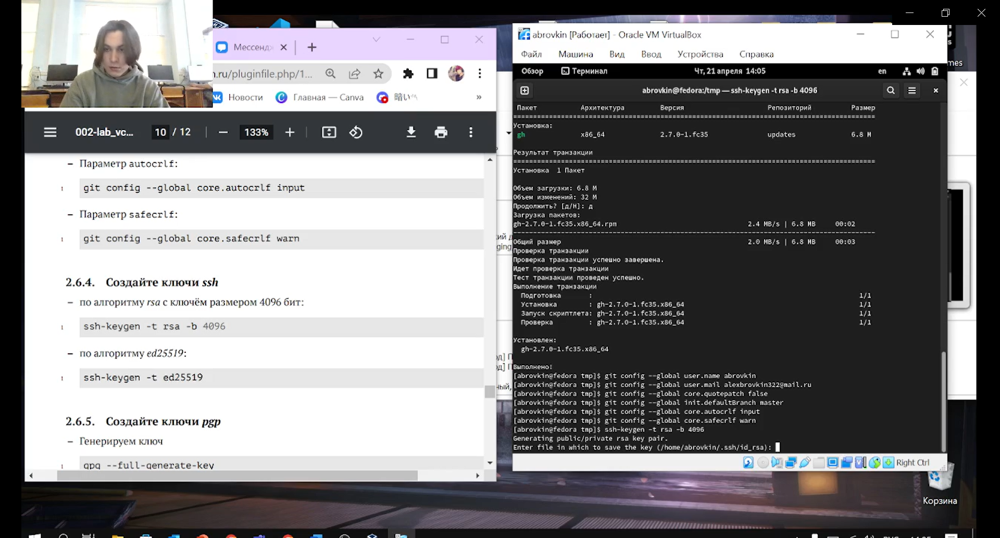 Мессендж
abrovkin [Работает] - Oracle VM VirtualBox
Файл Машина Вид Ввод Устройства Справка
mes
n.ru/pluginfile.php/1...
Обзор Терминал Чт, 21 апреля 14:05 en
Новости Главная — Canva 暗い
»
abrovkin@fedora:/tmp — ssh-keygen -t rsa -b 4096
002-lab_vc... 10 / 12 133%
– Параметр autocrlf:
1 git config --global core.autocrlf input
– Параметр safecrlf:
1 git config --global core.safecrlf warn
2.6.4. Создайте ключи ssh
– по алгоритму rsa с ключём размером 4096 бит:
1 ssh-keygen -t rsa -b 4096
– по алгоритму ed25519:
1 ssh-keygen -t ed25519
2.6.5. Создайте ключи pgp
– Генерируем ключ
1 gpg --full-generate-key
Пакет Архитектура Версия Репозиторий Размер
Установка:
gh x86_64 2.7.0-1.fc35 updates 6.8 M
Результат транзакции
Установка 1 Пакет
Объем загрузки: 6.8 M
Объем изменений: 32 M
Продолжить? [д/Н]: д
Загрузка пакетов:
gh-2.7.0-1.fc35.x86_64.rpm 2.4 MB/s | 6.8 MB 00:02
Общий размер 2.0 MB/s | 6.8 MB 00:03
Проверка транзакции
Проверка транзакции успешно завершена.
Идет проверка транзакции
Тест транзакции проведен успешно.
Выполнение транзакции
Подготовка : 1/1
Установка : gh-2.7.0-1.fc35.x86_64 1/1
Запуск скриптлета: gh-2.7.0-1.fc35.x86_64 1/1
Проверка : gh-2.7.0-1.fc35.x86_64 1/1
Установлен:
gh-2.7.0-1.fc35.x86_64
Выполнено!
[abrovkin@fedora tmp]$ git config --global user.name abrovkin
[abrovkin@fedora tmp]$ git config --global user.mail alexbrovkin322@mail.ru
[abrovkin@fedora tmp]$ git config --global core.quotepatch false
[abrovkin@fedora tmp]$ git config --global init.defaultBranch master
[abrovkin@fedora tmp]$ git config --global core.autocrlf input
[abrovkin@fedora tmp]$ git config --global core.safecrlf warn
[abrovkin@fedora tmp]$ ssh-keygen -t rsa -b 4096
Generating public/private rsa key pair.
Enter file in which to save the key (/home/abrovkin/.ssh/id_rsa):
Right Ctrl
Корзина